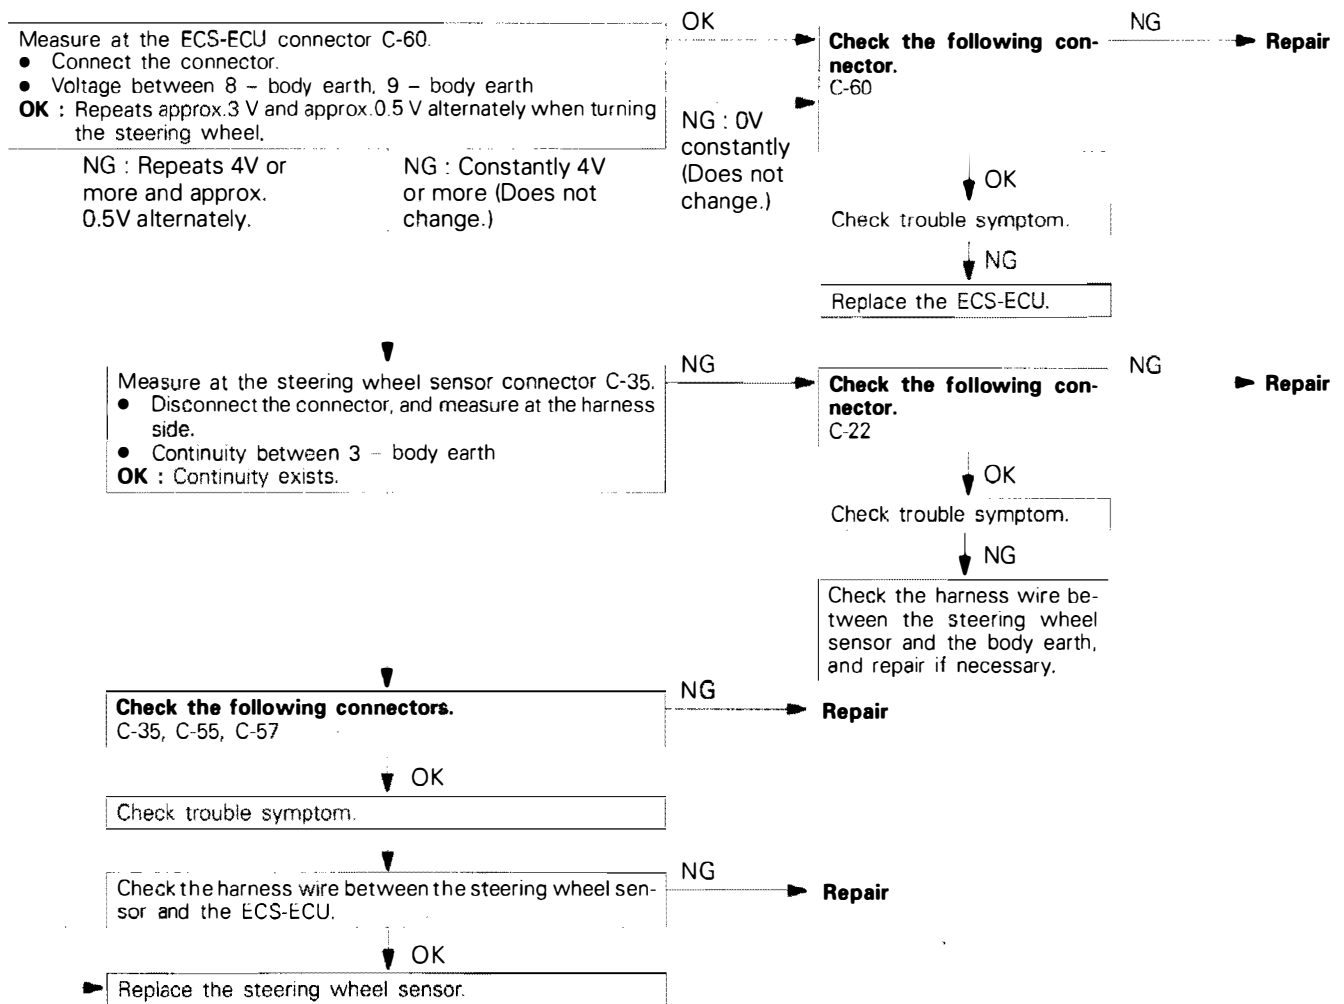 Measure at the ECS-ECU connector C-60.
● Connect the connector.
● Voltage between 8 – body earth, 9 – body earth
OK : Repeats approx.3 V and approx.0.5 V alternately when turning
the steering wheel.
OK
Check the following con-
nector.
C-60
NG
Repair
NG : Repeats 4V or
more and approx.
0.5V alternately.
NG : Constantly 4V
or more (Does not
change.)
NG : 0V
constantly
(Does not
change.)
OK
Check trouble symptom.
NG
Replace the ECS-ECU.
Measure at the steering wheel sensor connector C-35.
● Disconnect the connector, and measure at the harness
side.
● Continuity between 3 – body earth
OK : Continuity exists.
NG
Check the following con-
nector.
C-22
NG
Repair
OK
Check trouble symptom.
NG
Check the harness wire be-
tween the steering wheel
sensor and the body earth,
and repair if necessary.
Check the following connectors.
C-35, C-55, C-57
NG
Repair
OK
Check trouble symptom.
Check the harness wire between the steering wheel sen-
sor and the ECS-ECU.
NG
Repair
OK
Replace the steering wheel sensor.